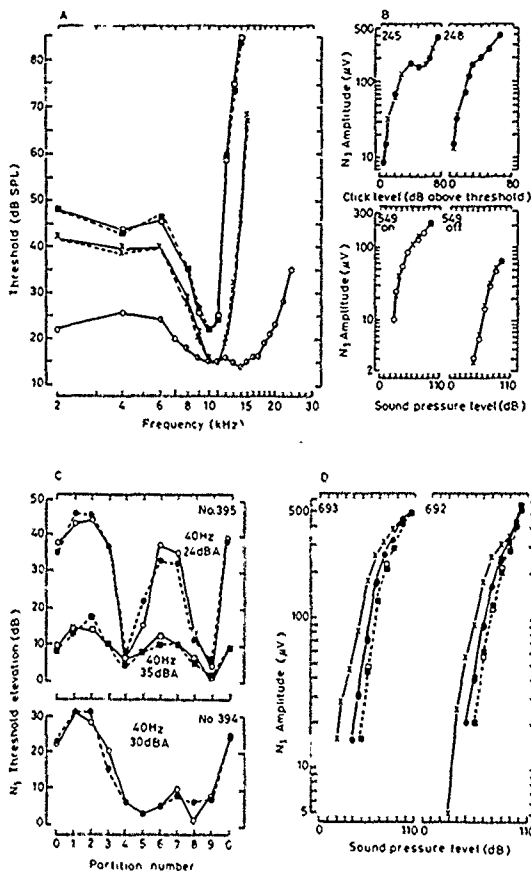 A
Threshold (dB SPL)
80
70
60
50
40
30
20
10
2
4
6
8
10
15
20
30
Frequency (kHz)
B
N₁ Amplitude (µV)
500
100
10
245
248
0
80
0
80
Click level (dB above threshold)
N₁ Amplitude (µV)
300
100
10
2
549
on
549
off
0
110
0
110
Sound pressure level (dB)
C
N₁ Threshold elevation (dB)
50
40
30
20
10
0
No.395
40Hz
24dBA
40Hz
35dBA
30
20
10
0
No 394
40Hz
30dBA
0 1 2 3 4 5 6 7 8 9 0
Partition number
D
N₁ Amplitude (µV)
500
100
10
5
693
692
0
110
0
110
Sound pressure level (dB)